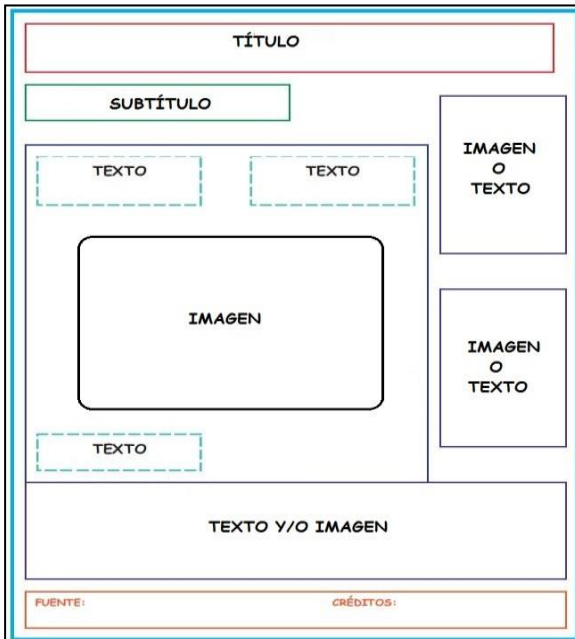 TÍTULO
SUBTÍTULO
TEXTO
TEXTO
IMAGEN
TEXTO
IMAGEN
O
TEXTO
IMAGEN
O
TEXTO
TEXTO Y/O IMAGEN
FUENTE:
CRÉDITOS: